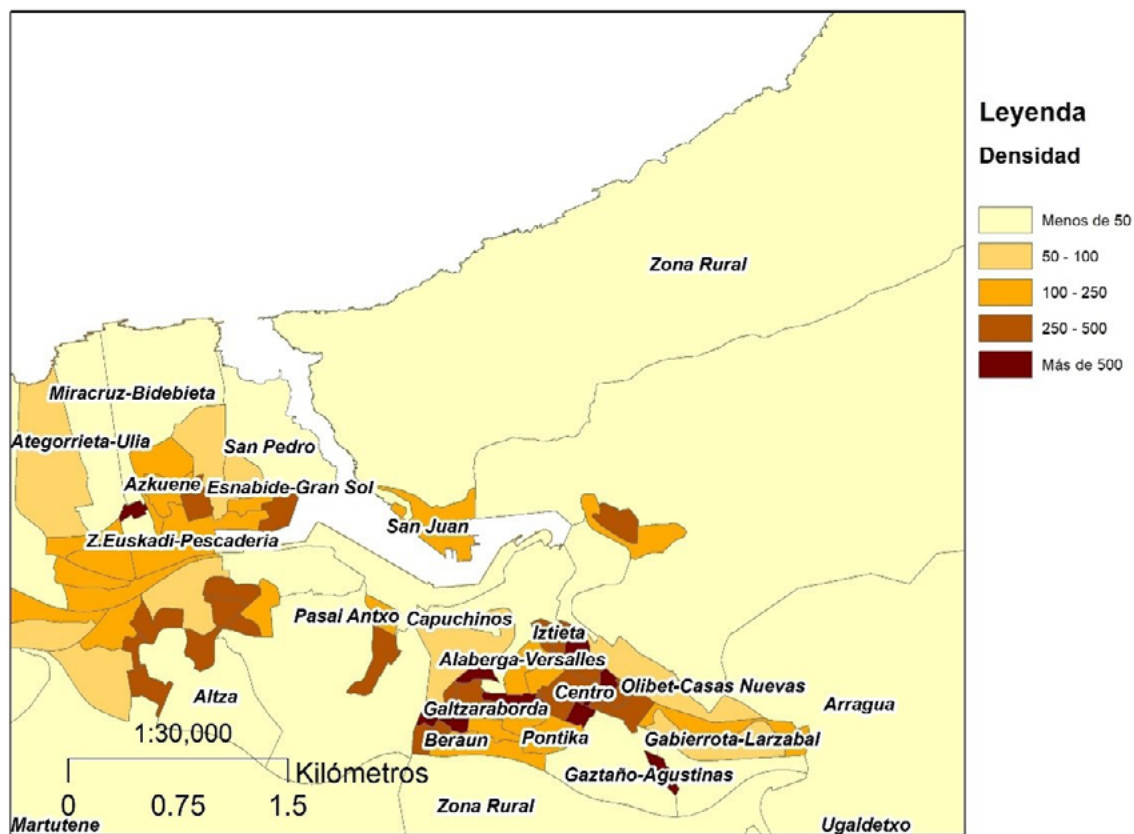 Leyenda
Densidad
Menos de 50
50 - 100
100 - 250
250 - 500
Más de 500
Zona Rural
Miracruz-Bidebieta
Ategorrieta-Ulia
San Pedro
Azkuene
Esnabide-Gran Sol
San Juan
Z.Euskadi-Pescaderia
Pasai Antxo
Capuchinos
Iztieta
Alaberga-Versalles
Altza
Centro
Olibet-Casas Nuevas
Galtzaraborda
Arragua
Beraun
Pontika
Gabierrota-Larzabal
1:30,000
Kilómetros
Gaztaño-Agustinas
0 0.75 1.5
Zona Rural
Martutene
Ugaldetxo